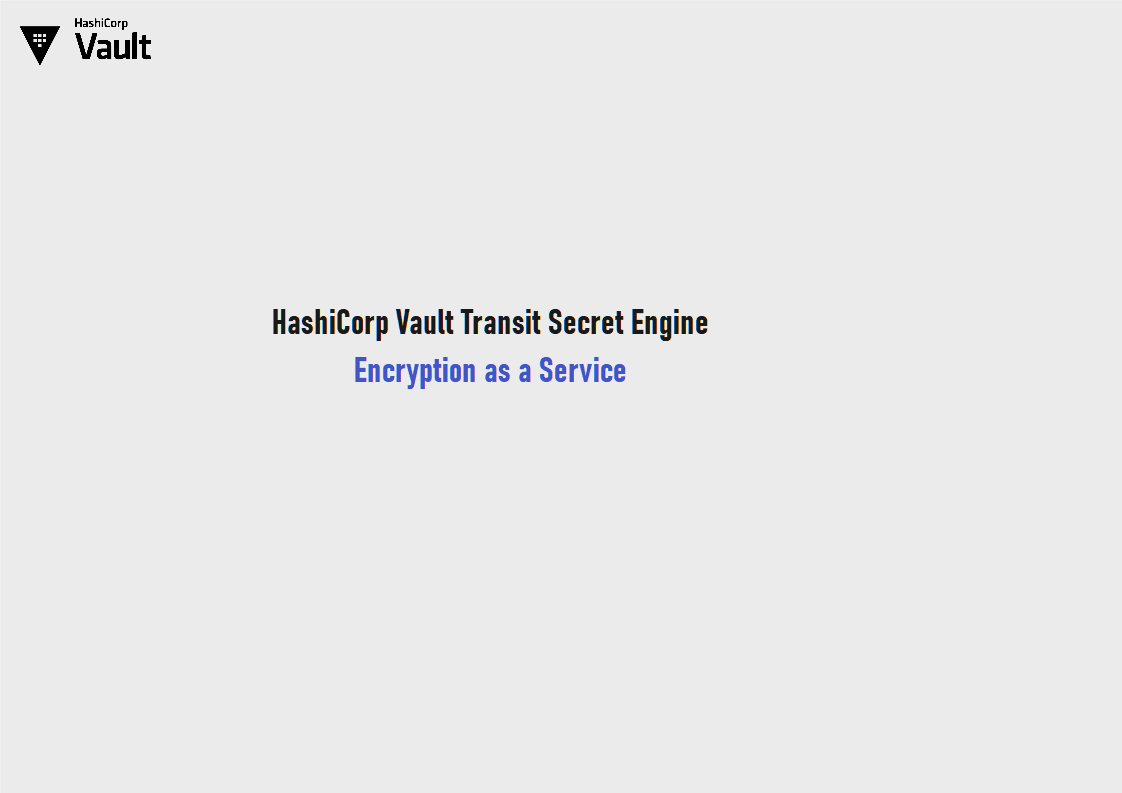 HashiCorp
Vault
HashiCorp Vault Transit Secret Engine
Encryption as a Service